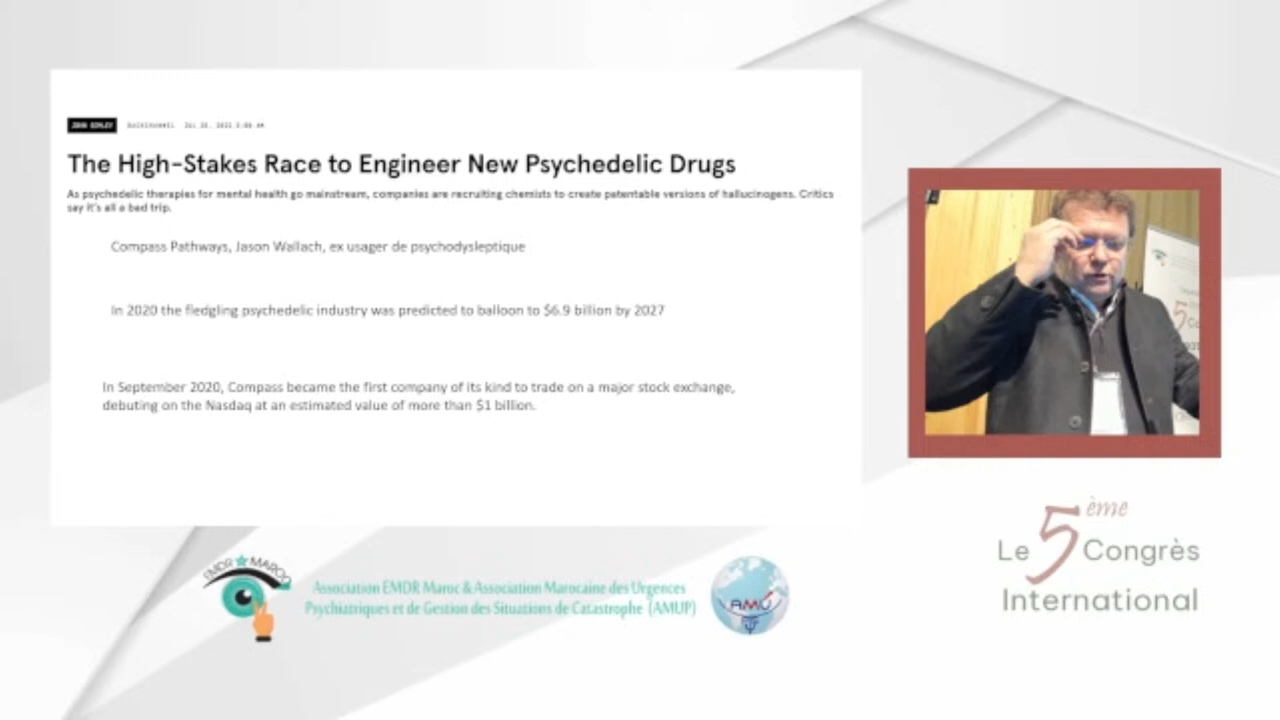 The High-Stakes Race to Engineer New Psychedelic Drugs
As psychedelic therapies for mental health go mainstream, companies are recruiting chemists to create patentable versions of hallucinogens. Critics
say it's all a bad trip.
Compass Pathways, Jason Wallach, ex usager de psychodysleptique
In 2020 the fledgling psychedelic industry was predicted to balloon to $6.9 billion by 2027
In September 2020, Compass became the first company of its kind to trade on a major stock exchange,
debuting on the Nasdaq at an estimated value of more than $1 billion.
5
EMDR MAROC
Association EMDR Maroc & Association Marocaine des Urgences
Psychiatriques et de Gestion des Situations de Catastrophe (AMUP)
AMU
Le 5ème Congrès
International